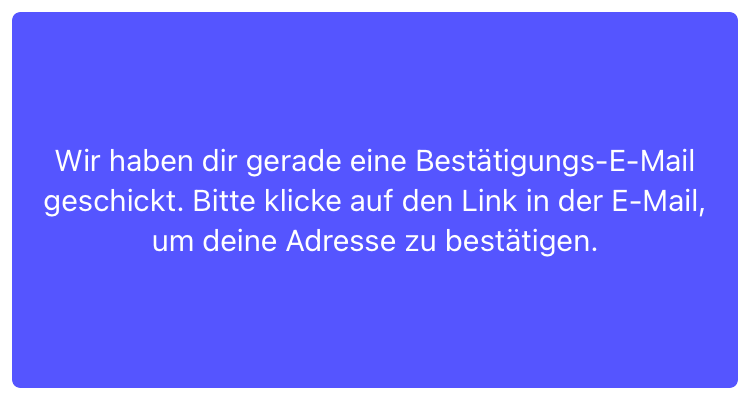 Wir haben dir gerade eine Bestätigungs-E-Mail
geschickt. Bitte klicke auf den Link in der E-Mail,
um deine Adresse zu bestätigen.